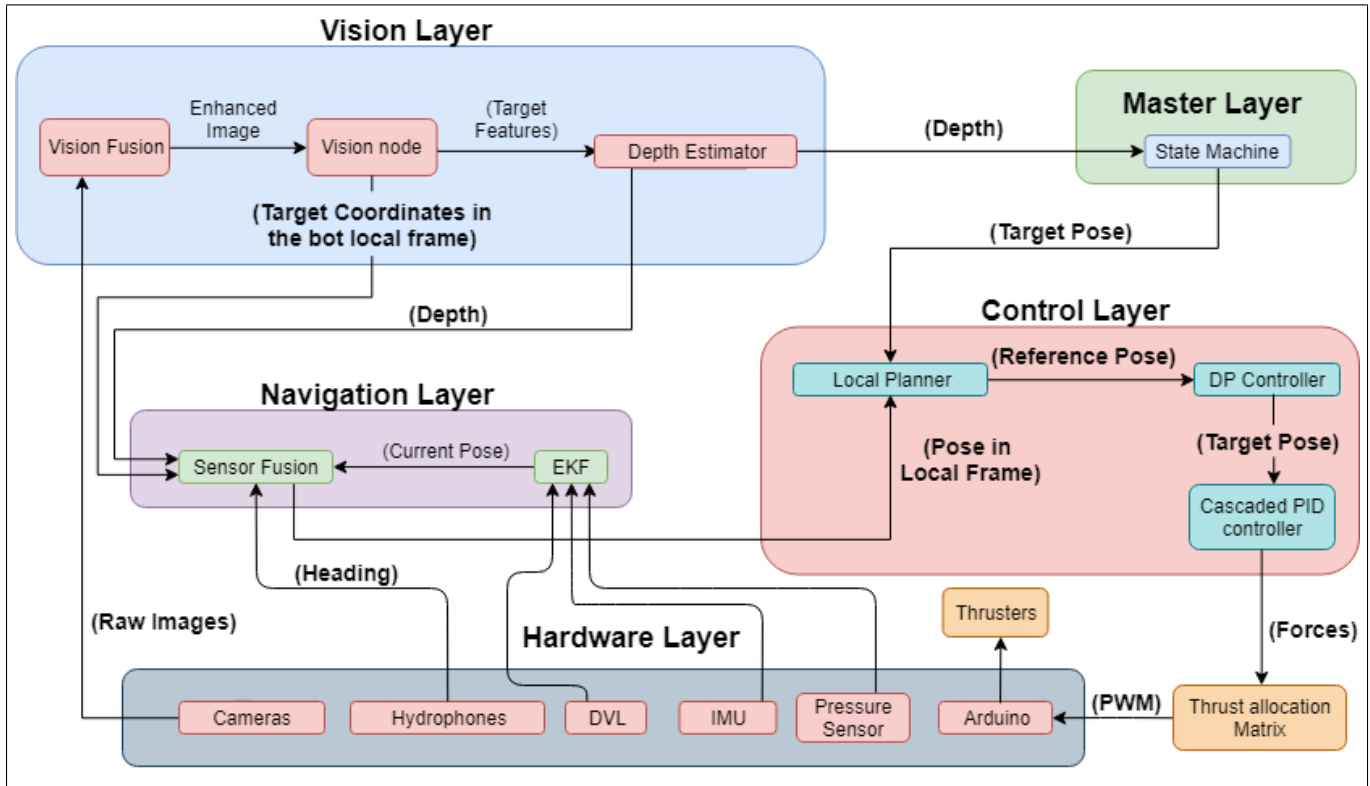 Vision Layer
Enhanced
Image
(Target
Features)
Vision Fusion
Vision node
Depth Estimator
(Target Coordinates in
the bot local frame)
(Depth)
Master Layer
(Depth)
State Machine
(Target Pose)
Control Layer
(Reference Pose)
Local Planner
DP Controller
(Target Pose)
(Pose in
Local Frame)
Cascaded PID
controller
Navigation Layer
(Current Pose)
Sensor Fusion
EKF
(Heading)
(Raw Images)
Hardware Layer
Thrusters
(Forces)
Cameras
Hydrophones
DVL
IMU
Pressure
Sensor
Arduino
(PWM)
Thrust allocation
Matrix